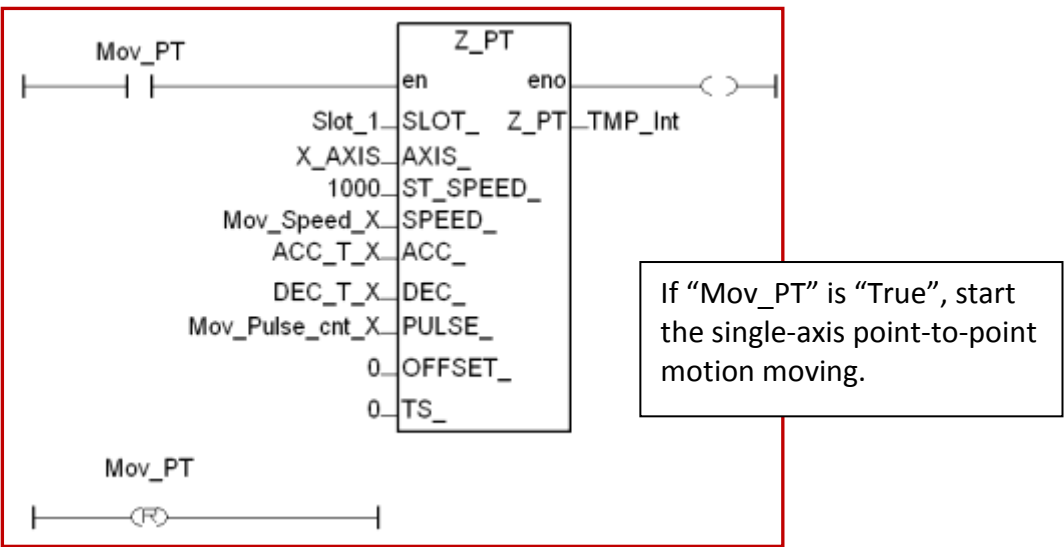 Mov_PT
Z_PT
en eno
Slot_1 SLOT_ Z_PT TMP_Int
X_AXIS AXIS_
1000 ST_SPEED_
Mov_Speed_X SPEED_
ACC_T_X ACC_
DEC_T_X DEC_
Mov_Pulse_cnt_X PULSE_
0 OFFSET_
0 TS_
If “Mov_PT” is “True”, start
the single-axis point-to-point
motion moving.
Mov_PT
R